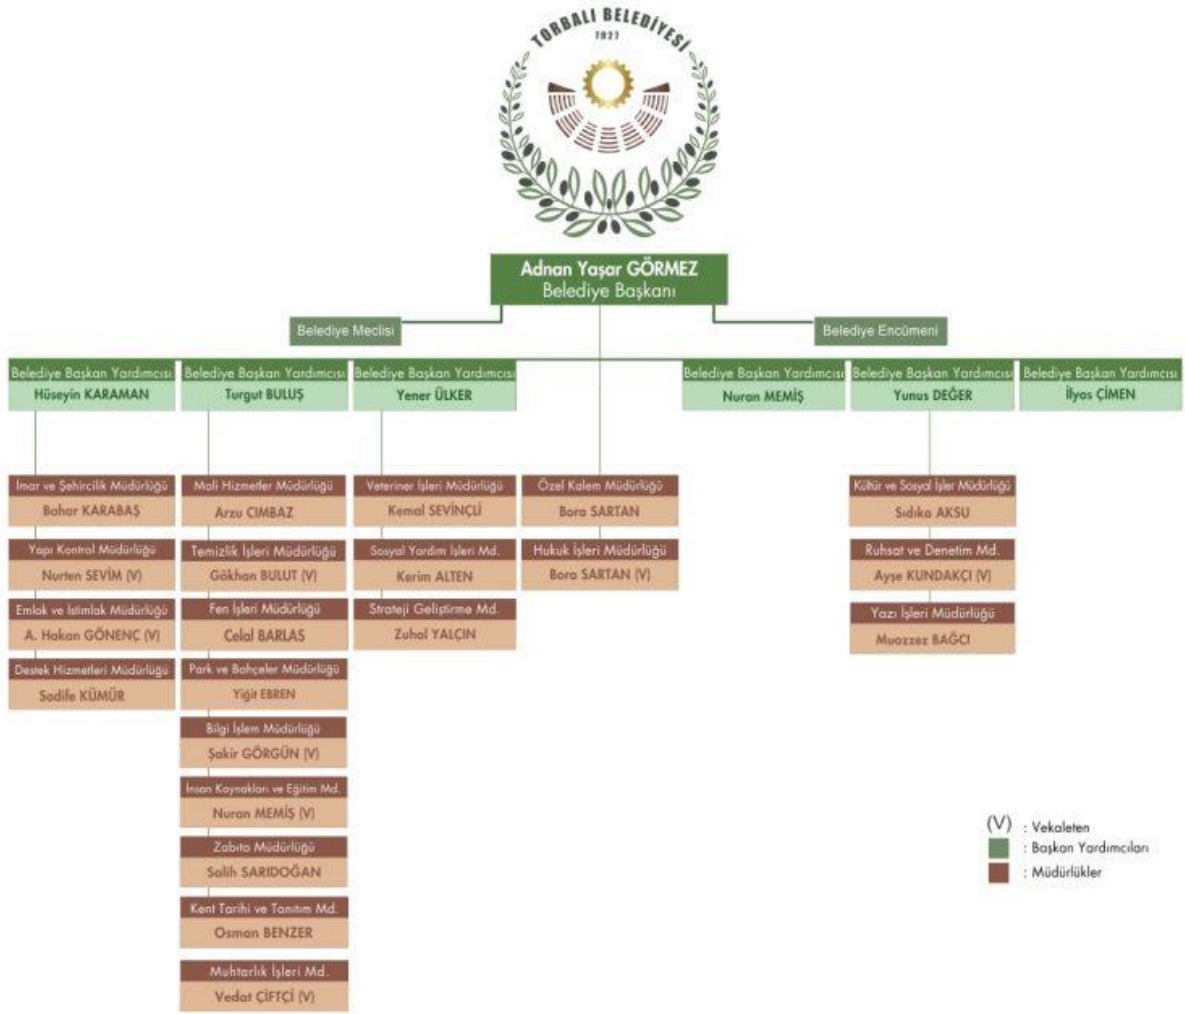 TORBALI BELEDİYESİ
1927
Adnan Yaşar GÖRMEZ
Belediye Başkanı
Belediye Meclisi
Belediye Encümeni
Belediye Başkan Yardımcısı
Hüseyin KARAMAN
Belediye Başkan Yardımcısı
Turgut BULUŞ
Belediye Başkan Yardımcısı
Yener ÜLKER
Belediye Başkan Yardımcısı
Nuran MEMİŞ
Belediye Başkan Yardımcısı
Yunus DEĞER
Belediye Başkan Yardımcısı
İlyas ÇİMEN
İmar ve Şehircilik Müdürlüğü
Bahar KARABAŞ
Yapı Kontrol Müdürlüğü
Nurten SEVİM (V)
Emlak ve İstimlak Müdürlüğü
A. Hakan GÖNENÇ (V)
Destek Hizmetleri Müdürlüğü
Sadife KÜMÜR
Mali Hizmetler Müdürlüğü
Arzu CIMBAZ
Temizlik İşleri Müdürlüğü
Gökhan BULUT (V)
Fen İşleri Müdürlüğü
Celal BARLAS
Park ve Bahçeler Müdürlüğü
Yiğit EBREN
Bilgi İşlem Müdürlüğü
Şakir GÖRGÜN (V)
İnsan Kaynakları ve Eğitim Md.
Nuran MEMİŞ (V)
Zabıta Müdürlüğü
Salih SARIDOĞAN
Kent Tarihi ve Tanıtım Md.
Osman BENZER
Muhtarlık İşleri Md.
Vedat ÇİFTÇİ (V)
Veteriner İşleri Müdürlüğü
Kemal SEVİNÇLİ
Sosyal Yardım İşleri Md.
Kerim ALTEN
Strateji Geliştirme Md.
Zuhal YALÇIN
Özel Kalem Müdürlüğü
Bora SARTAN
Hukuk İşleri Müdürlüğü
Bora SARTAN (V)
Kültür ve Sosyal İşler Müdürlüğü
Sıdıka AKSU
Ruhsat ve Denetim Md.
Ayşe KUNDAKÇI (V)
Yazı İşleri Müdürlüğü
Muazzez BAĞCI
(V) : Vekaleten
: Başkan Yardımcıları
: Müdürlükler